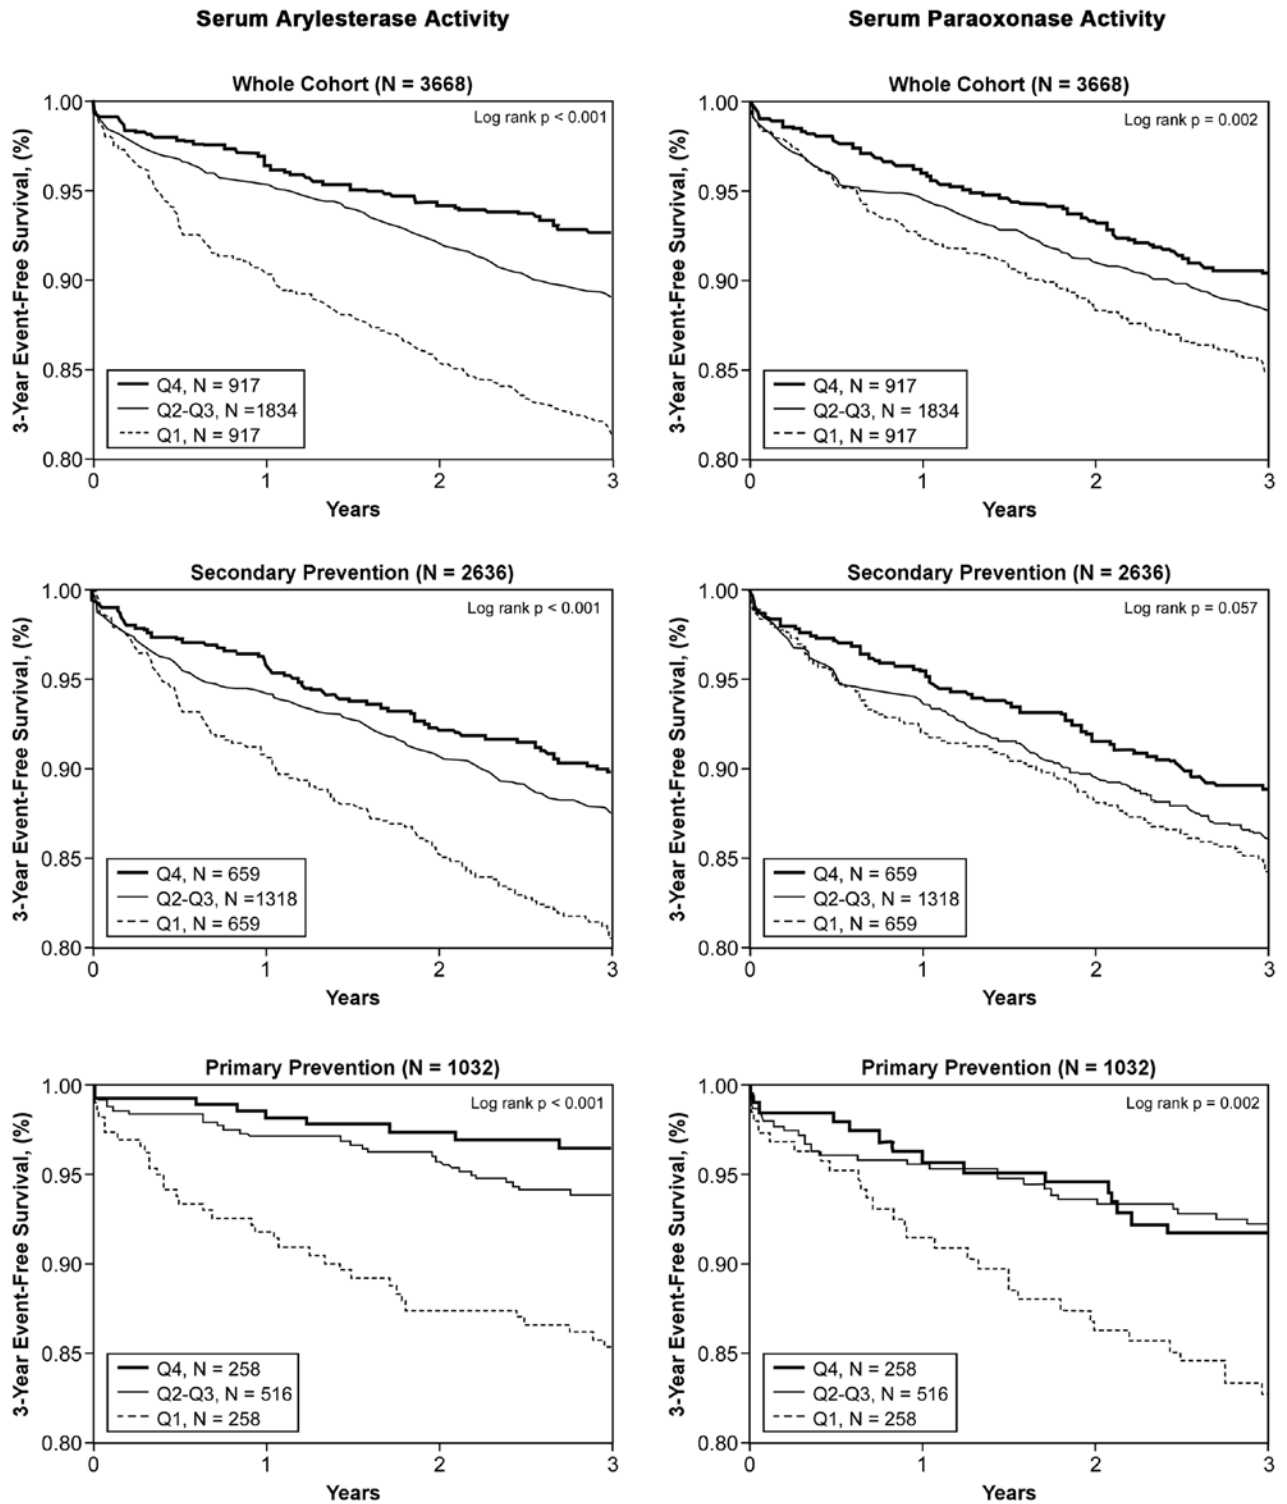 Serum Arylesterase Activity
Serum Paraoxonase Activity
Whole Cohort (N = 3668)
Log rank p < 0.001
3-Year Event-Free Survival, (%)
1.00
0.95
0.90
0.85
0.80
Q4, N = 917
Q2-Q3, N =1834
Q1, N = 917
0 1 2 3
Years
Whole Cohort (N = 3668)
Log rank p = 0.002
3-Year Event-Free Survival, (%)
1.00
0.95
0.90
0.85
0.80
Q4, N = 917
Q2-Q3, N = 1834
Q1, N = 917
0 1 2 3
Years
Secondary Prevention (N = 2636)
Log rank p < 0.001
3-Year Event-Free Survival, (%)
1.00
0.95
0.90
0.85
0.80
Q4, N = 659
Q2-Q3, N =1318
Q1, N = 659
0 1 2 3
Years
Secondary Prevention (N = 2636)
Log rank p = 0.057
3-Year Event-Free Survival, (%)
1.00
0.95
0.90
0.85
0.80
Q4, N = 659
Q2-Q3, N = 1318
Q1, N = 659
0 1 2 3
Years
Primary Prevention (N = 1032)
Log rank p < 0.001
3-Year Event-Free Survival, (%)
1.00
0.95
0.90
0.85
0.80
Q4, N = 258
Q2-Q3, N = 516
Q1, N = 258
0 1 2 3
Years
Primary Prevention (N = 1032)
Log rank p = 0.002
3-Year Event-Free Survival, (%)
1.00
0.95
0.90
0.85
0.80
Q4, N = 258
Q2-Q3, N = 516
Q1, N = 258
0 1 2 3
Years